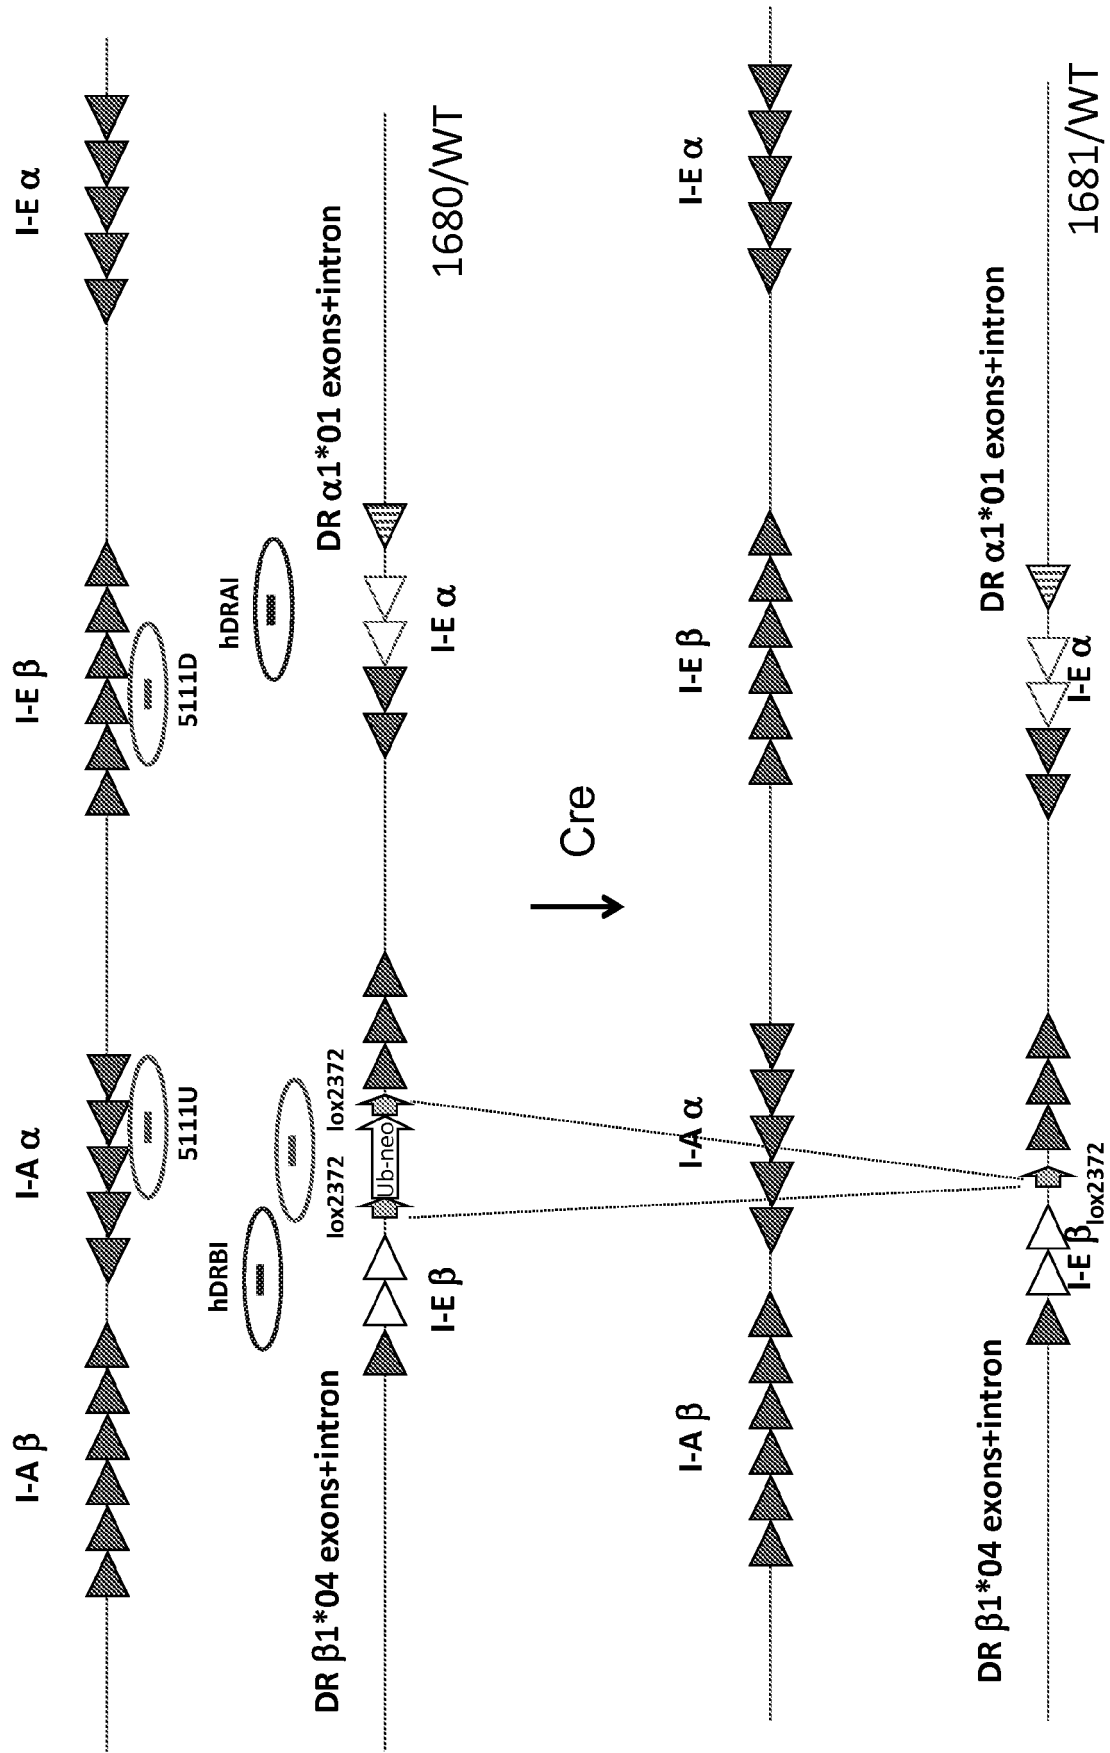 I-A β
I-A α
I-E β
I-E α
5111U
5111D
hDRBI
hDRAI
DR β1*04 exons+intron
lox2372
lox2372
DR α1*01 exons+intron
Ub-neo
I-E β
I-E α
1680/WT
Cre
I-A β
I-A α
I-E β
I-E α
DR β1*04 exons+intron
DR α1*01 exons+intron
I-E β
lox2372
I-E α
1681/WT